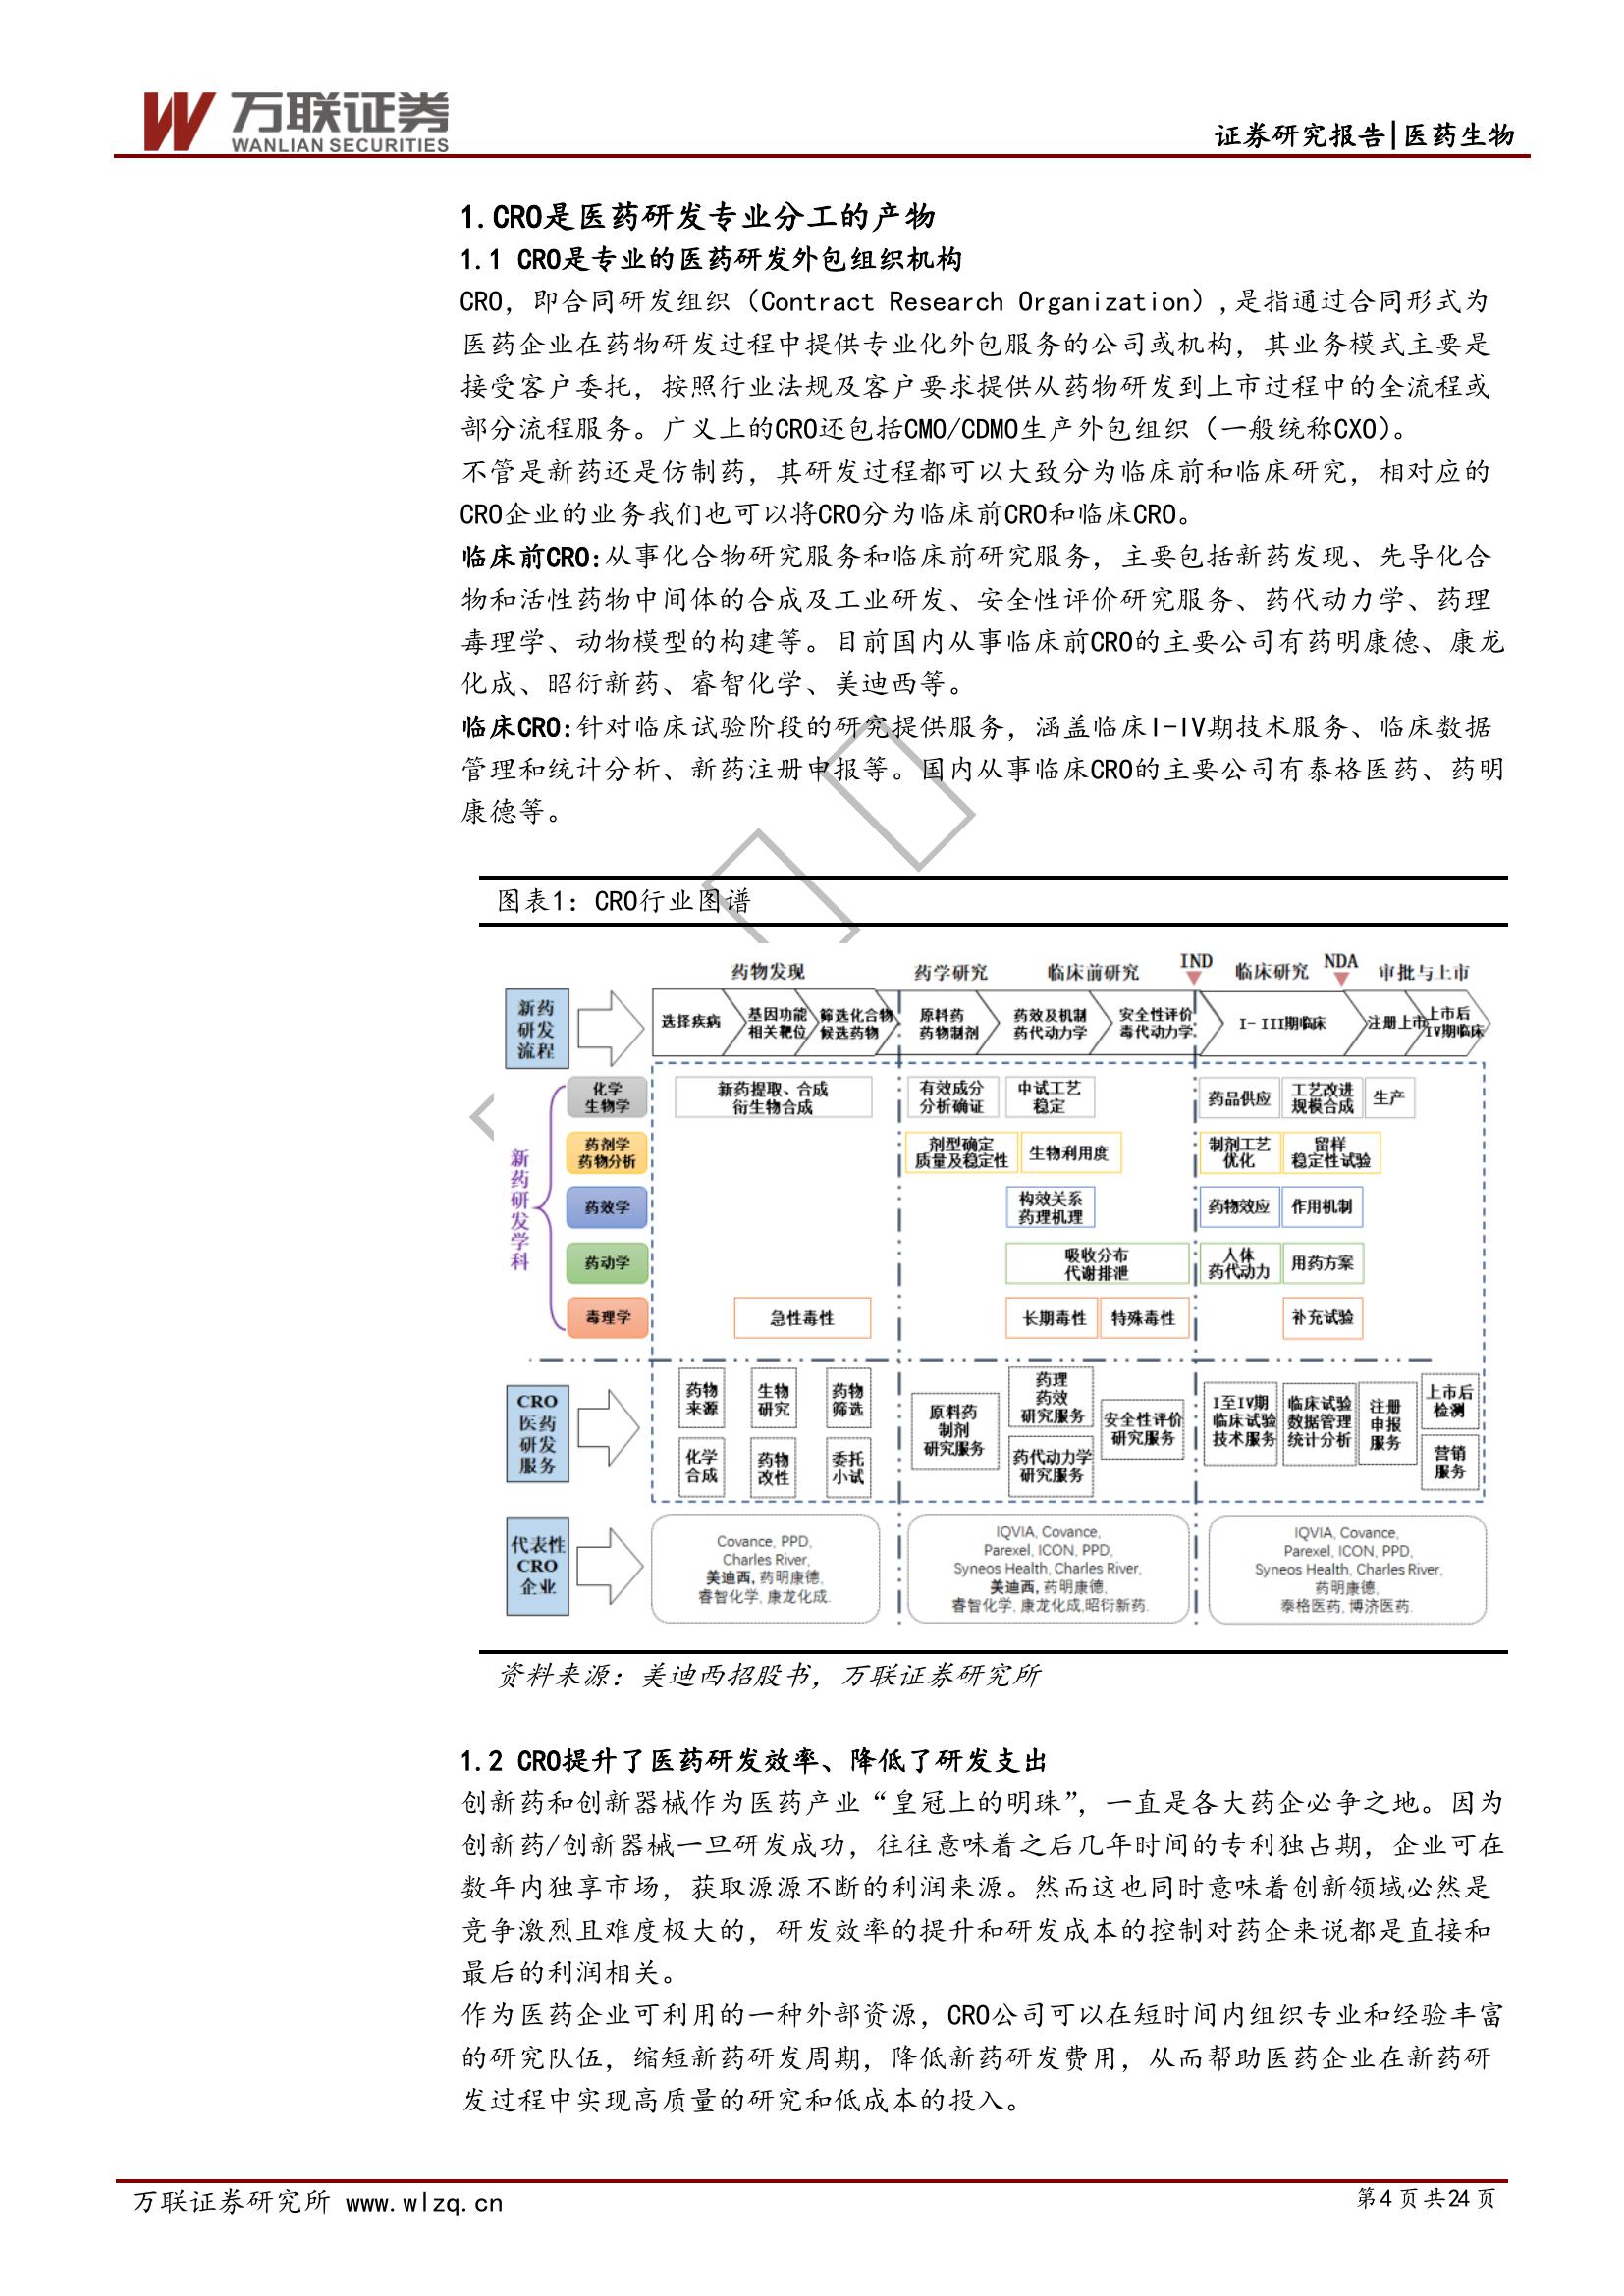 万联证券
WANLIAN SECURITIES
证券研究报告|医药生物
1.CRO是医药研发专业分工的产物
1.1 CRO是专业的医药研发外包组织机构
CRO，即合同研发组织（Contract Research Organization）,是指通过合同形式为
医药企业在药物研发过程中提供专业化外包服务的公司或机构，其业务模式主要是
接受客户委托，按照行业法规及客户要求提供从药物研发到上市过程中的全流程或
部分流程服务。广义上的CRO还包括CMO/CDMO生产外包组织（一般统称CXO）。
不管是新药还是仿制药，其研发过程都可以大致分为临床前和临床研究，相对应的
CRO企业的业务我们也可以将CRO分为临床前CRO和临床CRO。
临床前CRO:从事化合物研究服务和临床前研究服务，主要包括新药发现、先导化合
物和活性药物中间体的合成及工业研发、安全性评价研究服务、药代动力学、药理
毒理学、动物模型的构建等。目前国内从事临床前CRO的主要公司有药明康德、康龙
化成、昭衍新药、睿智化学、美迪西等。
临床CRO:针对临床试验阶段的研究提供服务，涵盖临床I-IV期技术服务、临床数据
管理和统计分析、新药注册申报等。国内从事临床CRO的主要公司有泰格医药、药明
康德等。
图表1：CRO行业图谱
药物发现 药学研究 临床前研究 IND 临床研究 NDA 审批与上市
新药
研发
流程
选择疾病
基因功能
相关靶位
筛选化合物
候选药物
原料药
药物制剂
药效及机制
药代动力学
安全性评价
毒代动力学
I- III期临床
注册上市
上市后
IV期临床
新药研发学科
化学
生物学
新药提取、合成
衍生物合成
有效成分
分析确证
中试工艺
稳定
药品供应
工艺改进
规模合成
生产
药剂学
药物分析
剂型确定
质量及稳定性
生物利用度
制剂工艺
优化
留样
稳定性试验
药效学
构效关系
药理机理
药物效应
作用机制
药动学
吸收分布
代谢排泄
人体
药代动力
用药方案
毒理学
急性毒性
长期毒性
特殊毒性
补充试验
CRO
医药
研发
服务
药物
来源
生物
研究
药物
筛选
化学
合成
药物
改性
委托
小试
原料药
制剂
研究服务
药理
药效
研究服务
药代动力学
研究服务
安全性评价
研究服务
I至IV期
临床试验
技术服务
临床试验
数据管理
统计分析
注册
申报
服务
上市后
检测
营销
服务
代表性
CRO
企业
Covance, PPD,
Charles River,
美迪西, 药明康德,
睿智化学, 康龙化成.
IQVIA, Covance,
Parexel, ICON, PPD,
Syneos Health, Charles River,
美迪西, 药明康德,
睿智化学, 康龙化成,昭衍新药.
IQVIA, Covance,
Parexel, ICON, PPD,
Syneos Health, Charles River,
药明康德,
泰格医药, 博济医药.
资料来源：美迪西招股书，万联证券研究所
1.2 CRO提升了医药研发效率、降低了研发支出
创新药和创新器械作为医药产业“皇冠上的明珠”，一直是各大药企必争之地。因为
创新药/创新器械一旦研发成功，往往意味着之后几年时间的专利独占期，企业可在
数年内独享市场，获取源源不断的利润来源。然而这也同时意味着创新领域必然是
竞争激烈且难度极大的，研发效率的提升和研发成本的控制对药企来说都是直接和
最后的利润相关。
作为医药企业可利用的一种外部资源，CRO公司可以在短时间内组织专业和经验丰富
的研究队伍，缩短新药研发周期，降低新药研发费用，从而帮助医药企业在新药研
发过程中实现高质量的研究和低成本的投入。
万联证券研究所 www.wlzq.cn
第4页共24页